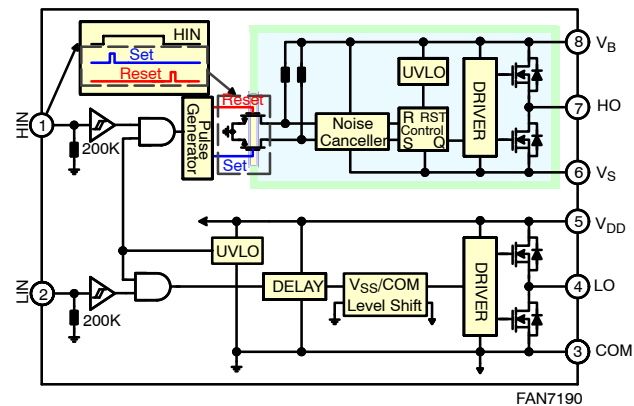 HIN
Set
Reset
8
VB
Reset
UVLO
DRIVER
7
HO
HIN
1
200K
Pulse
Generator
Noise
Canceller
R RST
Control
S Q
Set
6
VS
5
VDD
UVLO
DRIVER
LIN
2
200K
DELAY
VSS/COM
Level Shift
4
LO
3
COM
FAN7190